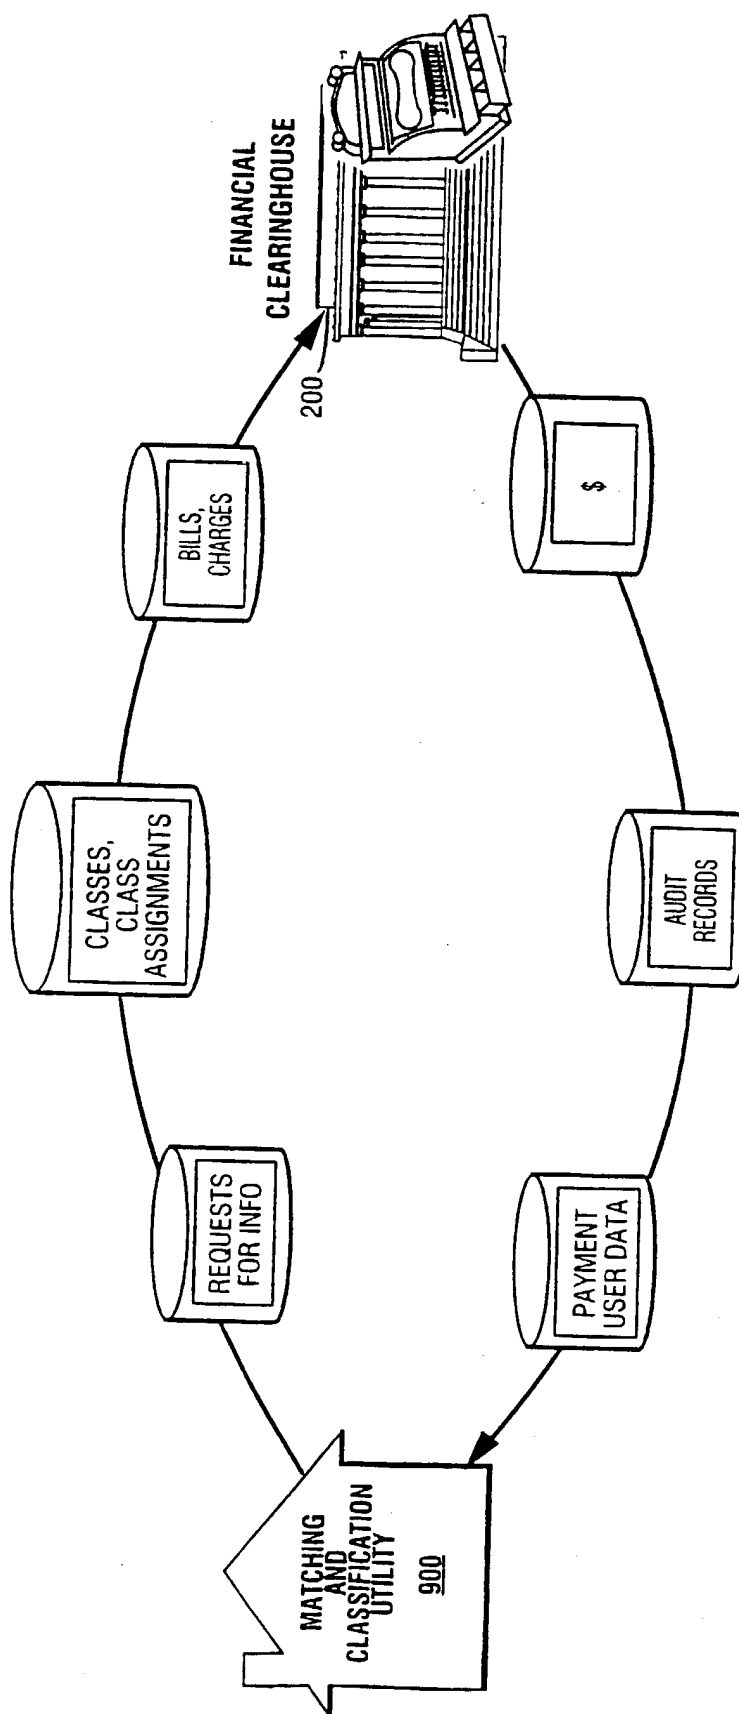 FINANCIAL
CLEARINGHOUSE
200
BILLS,
CHARGES
CLASSES,
CLASS
ASSIGNMENTS
REQUESTS
FOR INFO
MATCHING
AND
CLASSIFICATION
UTILITY
900
PAYMENT
USER DATA
AUDIT
RECORDS
$